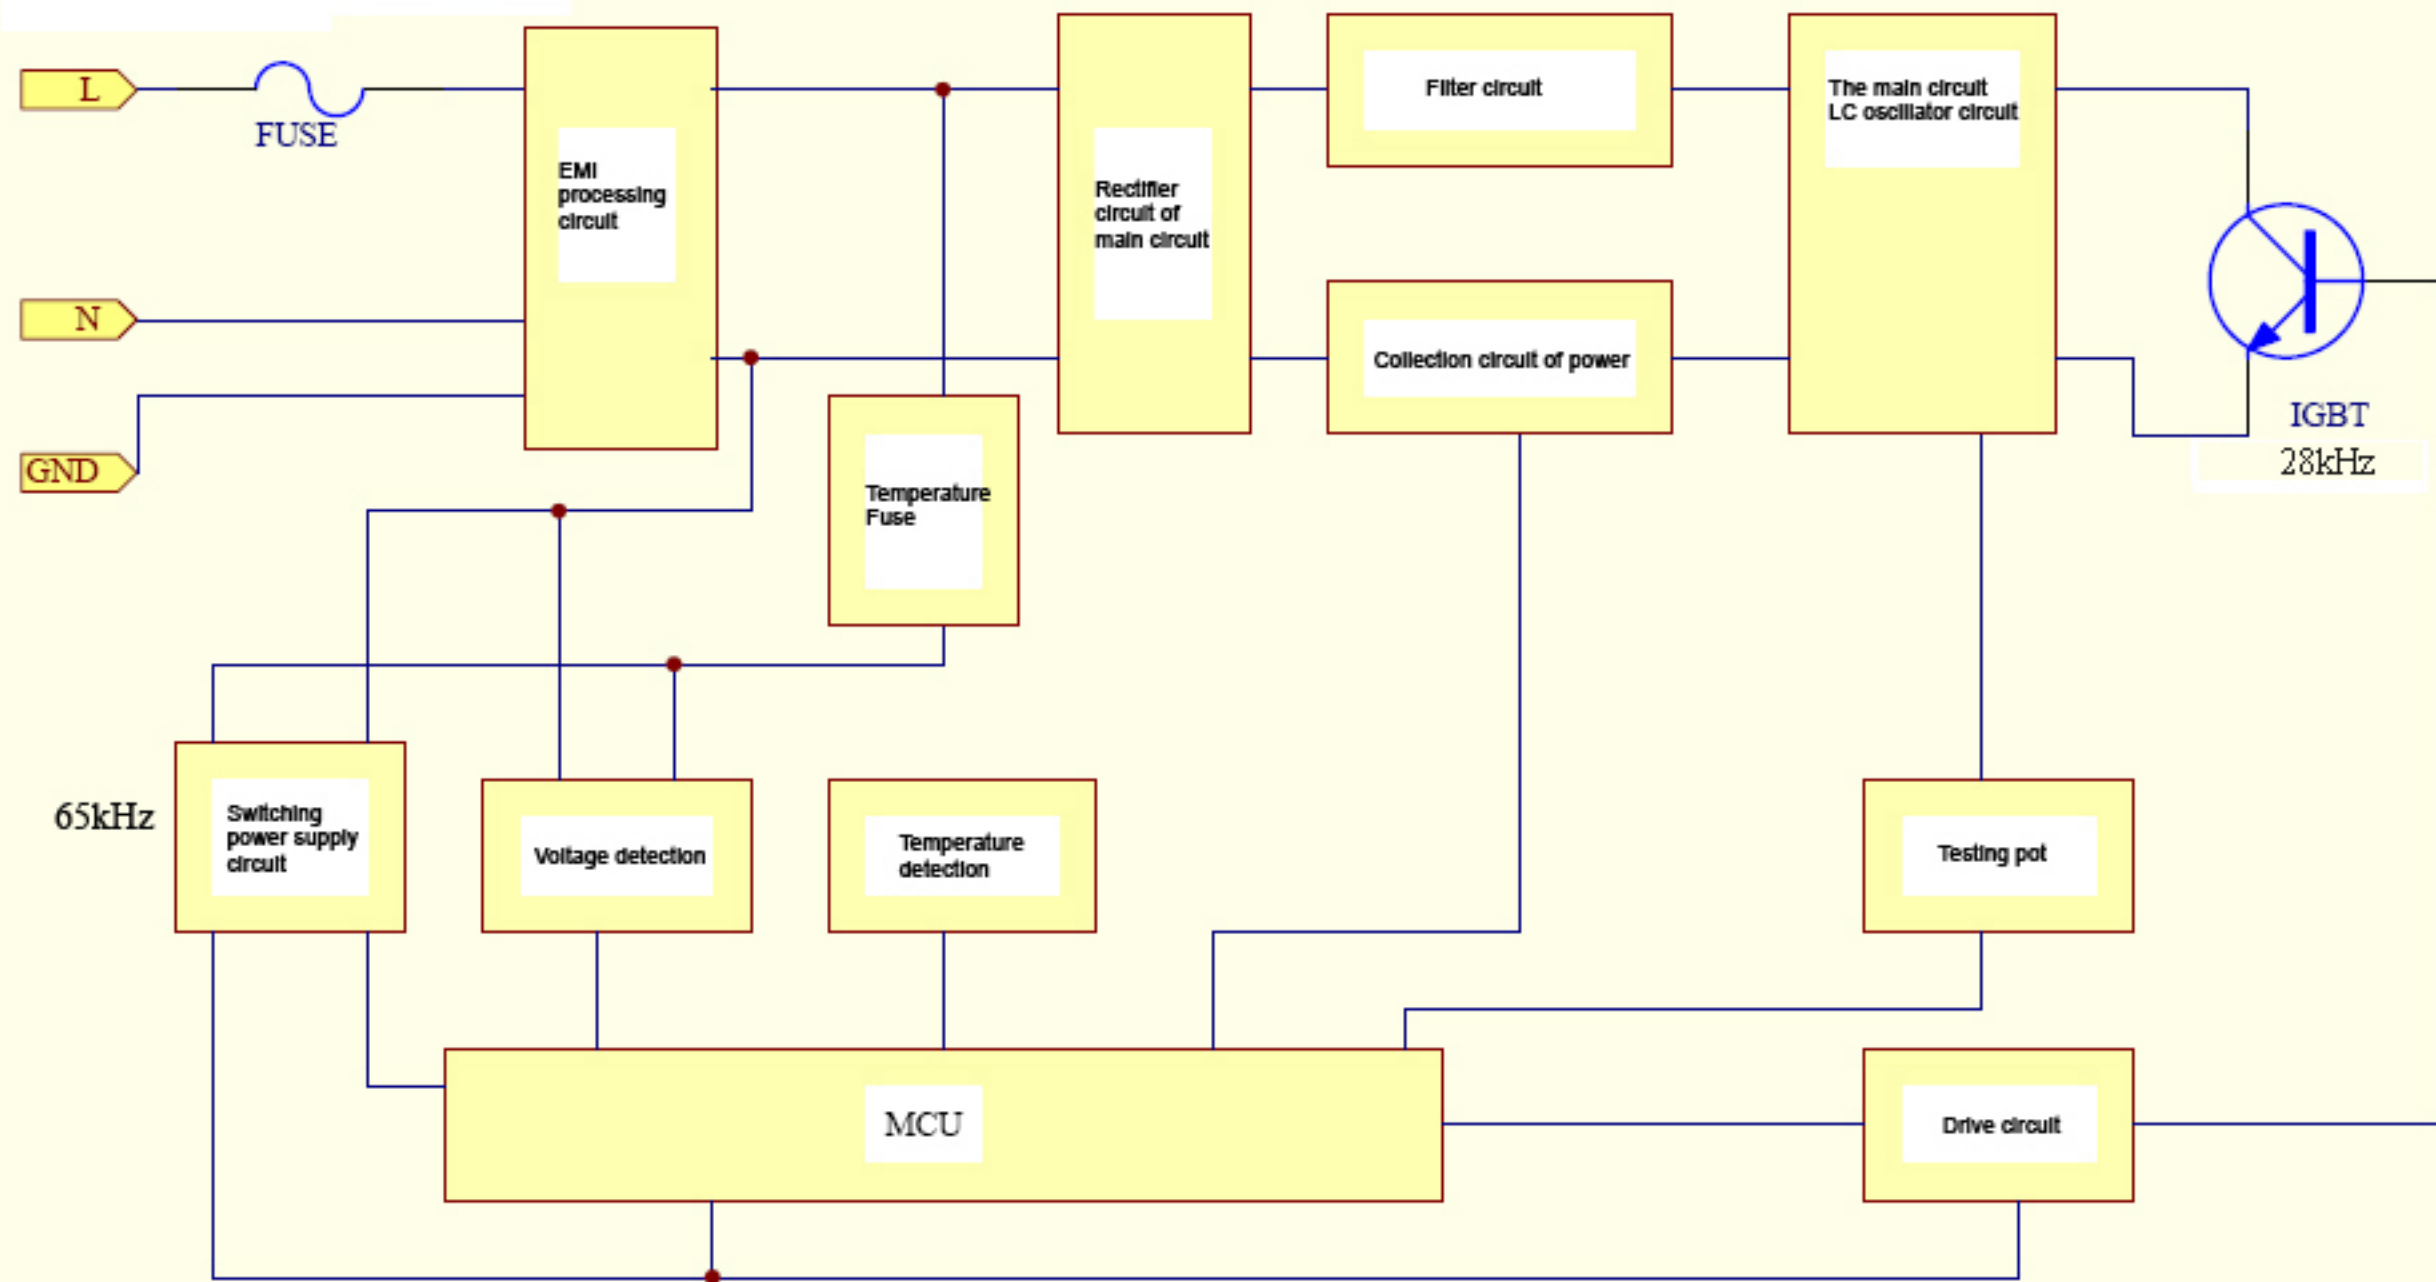 L
FUSE
EMI
processing
circuit
N
GND
Rectifier
circuit of
main circuit
Filter circuit
The main circuit
LC oscillator circuit
Collection circuit of power
IGBT
28kHz
Temperature
Fuse
65kHz
Switching
power supply
circuit
Voltage detection
Temperature
detection
Testing pot
MCU
Drive circuit